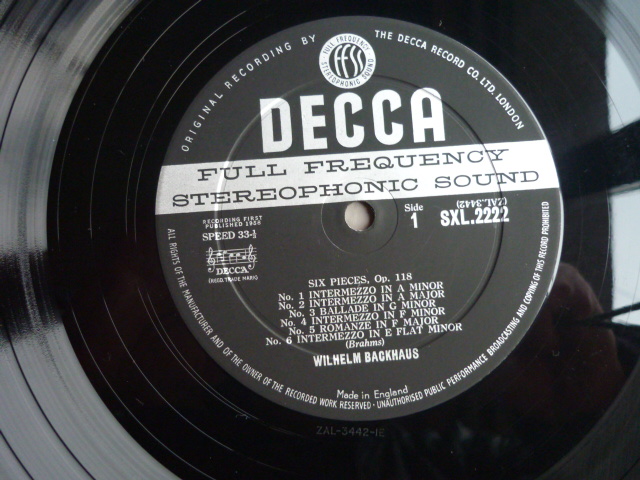 ORIGINAL RECORDING BY THE DECCA RECORD CO. LTD. LONDON
FULL FREQUENCY
ffss
STEREOPHONIC SOUND
DECCA
FULL FREQUENCY
STEREOPHONIC SOUND
RECORDING FIRST
PUBLISHED 1958
SPEED 33⅓
DECCA
(REGD. TRADE MARK)
Side
1
(ZAL.3442)
SXL.2222
SIX PIECES, Op. 118
No. 1 INTERMEZZO IN A MINOR
No. 2 INTERMEZZO IN A MAJOR
No. 3 BALLADE IN G MINOR
No. 4 INTERMEZZO IN F MINOR
No. 5 ROMANZE IN F MAJOR
No. 6 INTERMEZZO IN E FLAT MINOR
(Brahms)
WILHELM BACKHAUS
Made in England
ALL RIGHTS OF THE MANUFACTURER AND OF THE OWNER OF THE RECORDED WORK RESERVED · UNAUTHORISED PUBLIC PERFORMANCE BROADCASTING AND COPYING OF THIS RECORD PROHIBITED
ZAL-3442-1E